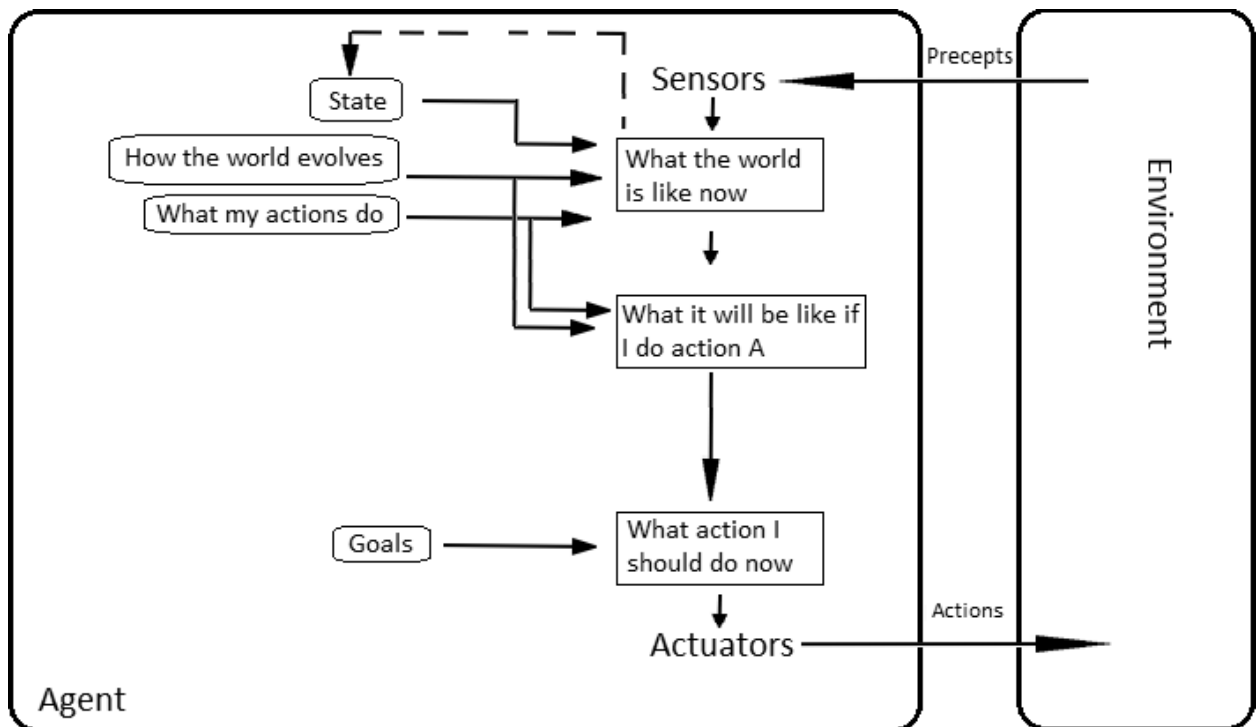 Precepts
Sensors
State
How the world evolves
What the world
is like now
What my actions do
Environment
What it will be like if
I do action A
Goals
What action I
should do now
Actions
Actuators
Agent